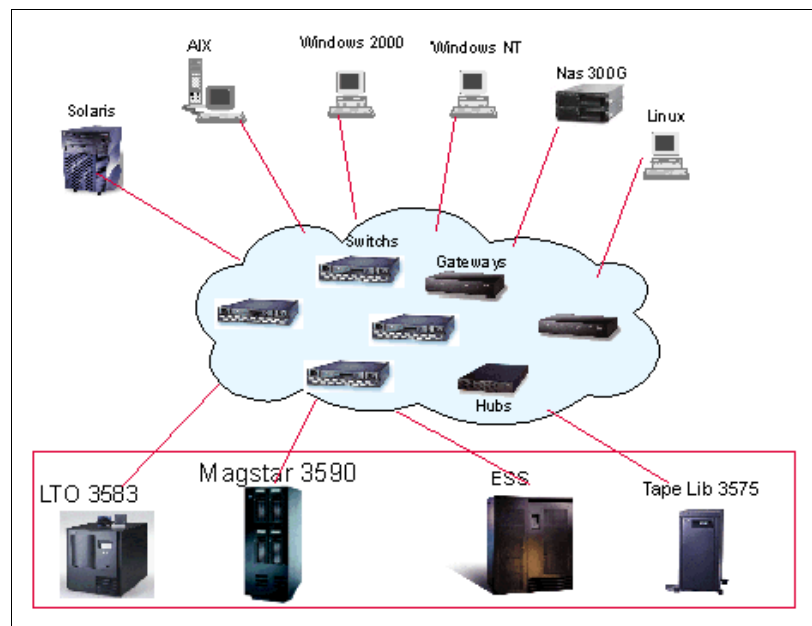 AIX
Windows 2000
Windows NT
Nas 300G
Solaris
Linux
Switchs
Gateways
Hubs
LTO 3583
Magstar 3590
ESS
Tape Lib 3575